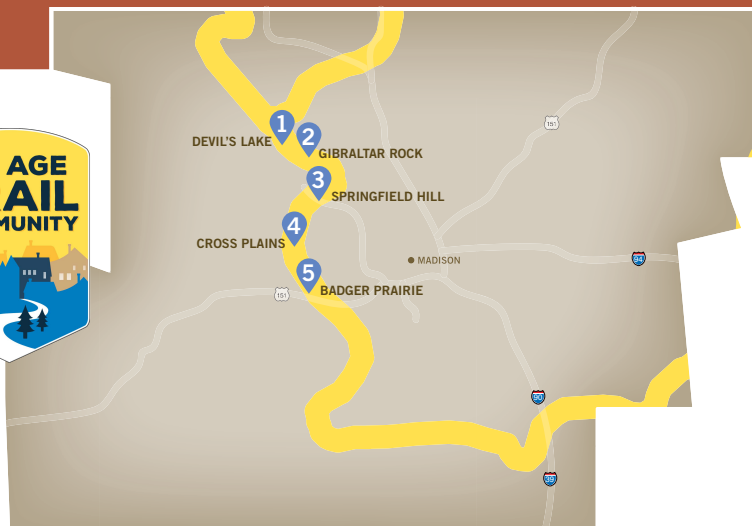 AGE
AIL
MUNITY
1
DEVIL'S LAKE
2
GIBRALTAR ROCK
3
SPRINGFIELD HILL
4
CROSS PLAINS
5
BADGER PRAIRIE
MADISON
151
151
94
90
39